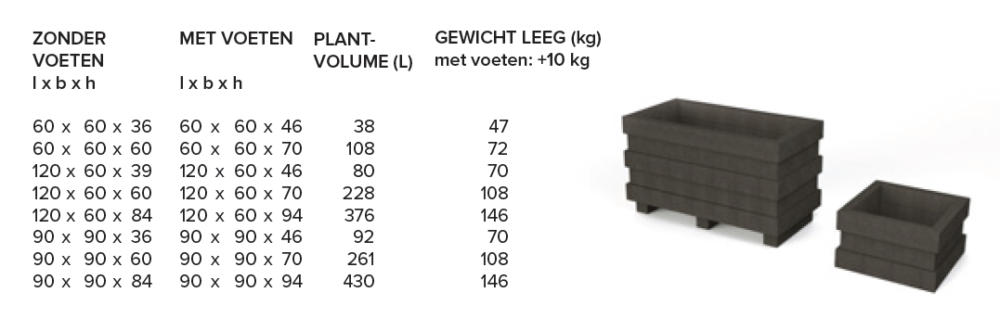 ZONDER MET VOETEN PLANT- GEWICHT LEEG (kg)
VOETEN VOLUME (L) met voeten: +10 kg
l x b x h l x b x h
60 x 60 x 36 60 x 60 x 46 38 47
60 x 60 x 60 60 x 60 x 70 108 72
120 x 60 x 39 120 x 60 x 46 80 70
120 x 60 x 60 120 x 60 x 70 228 108
120 x 60 x 84 120 x 60 x 94 376 146
90 x 90 x 36 90 x 90 x 46 92 70
90 x 90 x 60 90 x 90 x 70 261 108
90 x 90 x 84 90 x 90 x 94 430 146